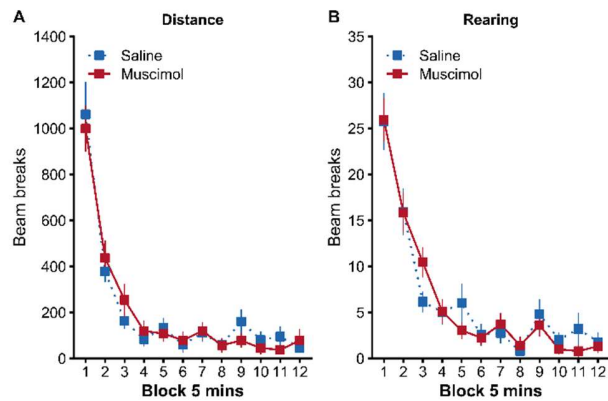 A
Distance
1400
1200
1000
800
600
400
200
0
Beam breaks
Saline
Muscimol
1 2 3 4 5 6 7 8 9 10 11 12
Block 5 mins
B
Rearing
35
30
25
20
15
10
5
0
Beam breaks
Saline
Muscimol
1 2 3 4 5 6 7 8 9 10 11 12
Block 5 mins